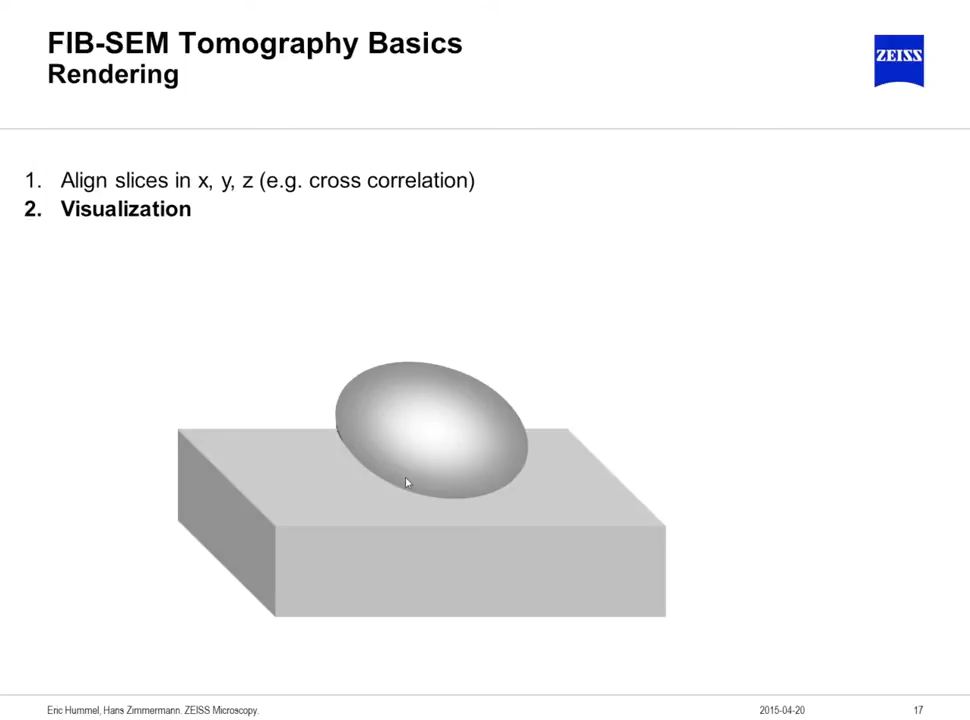 FIB-SEM Tomography Basics
Rendering
ZEISS
1. Align slices in x, y, z (e.g. cross correlation)
2. Visualization
Eric Hummel, Hans Zimmermann. ZEISS Microscopy.
2015-04-20
17